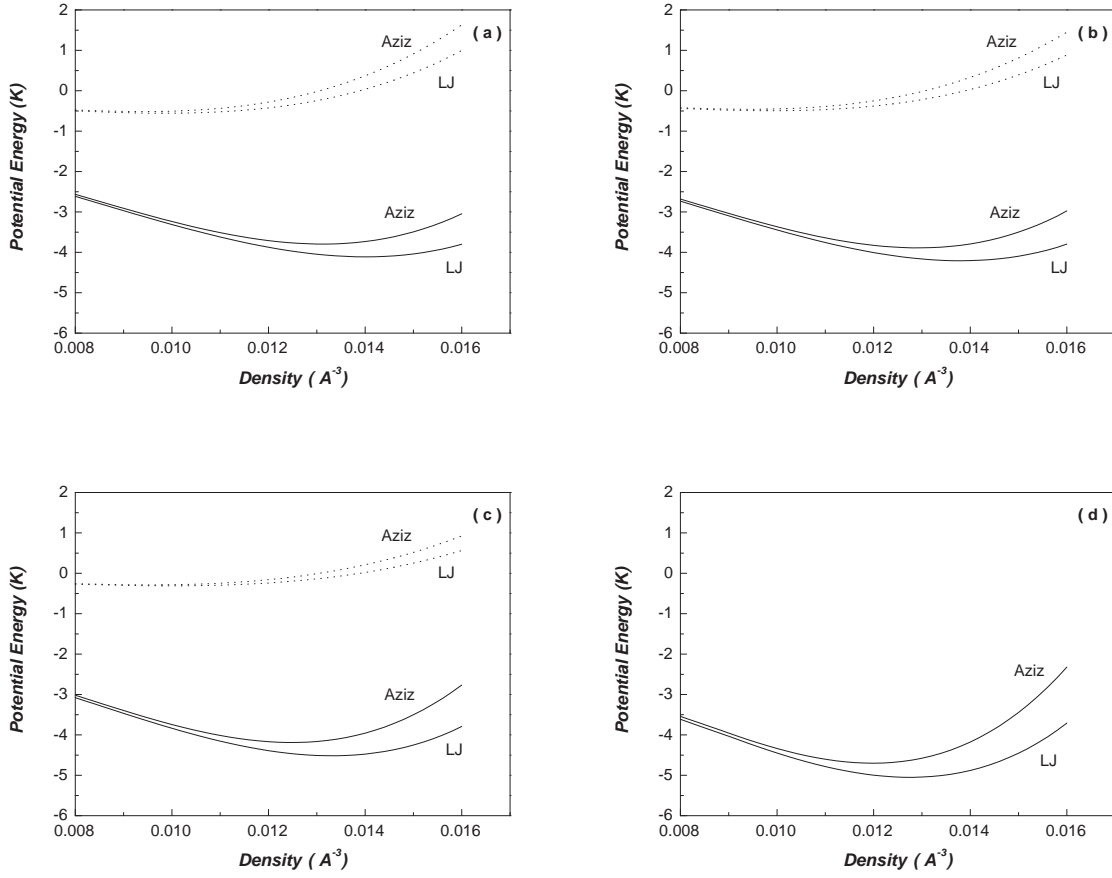 2
1
0
-1
-2
-3
-4
-5
-6
0.008 0.010 0.012 0.014 0.016
Potential Energy (K)
Density ( A-3)
( a )
Aziz
LJ
Aziz
LJ
2
1
0
-1
-2
-3
-4
-5
-6
0.008 0.010 0.012 0.014 0.016
Potential Energy (K)
Density ( A-3)
( b )
Aziz
LJ
Aziz
LJ
2
1
0
-1
-2
-3
-4
-5
-6
0.008 0.010 0.012 0.014 0.016
Potential Energy (K)
Density ( A-3)
( c )
Aziz
LJ
Aziz
LJ
2
1
0
-1
-2
-3
-4
-5
-6
0.008 0.010 0.012 0.014 0.016
Potential Energy (K)
Density ( A-3)
( d )
Aziz
LJ